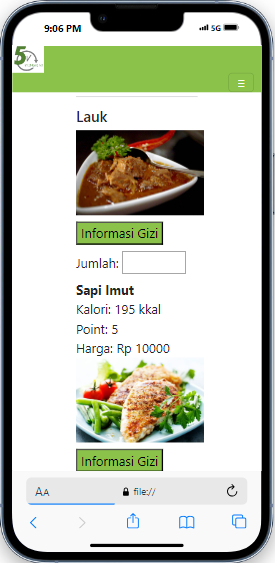 9:06 PM
5G
5
Lauk
Informasi Gizi
Jumlah:
Sapi Imut
Kalori: 195 kkal
Point: 5
Harga: Rp 10000
Informasi Gizi
AA
file://